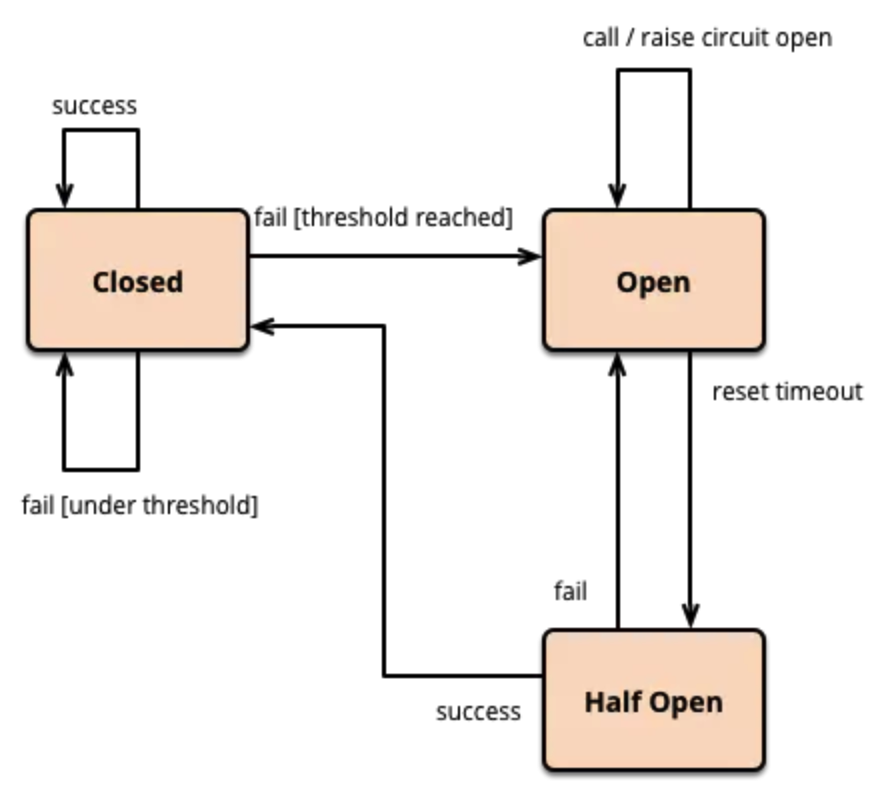 call / raise circuit open
success
fail [threshold reached]
Closed
Open
reset timeout
fail [under threshold]
fail
Half Open
success